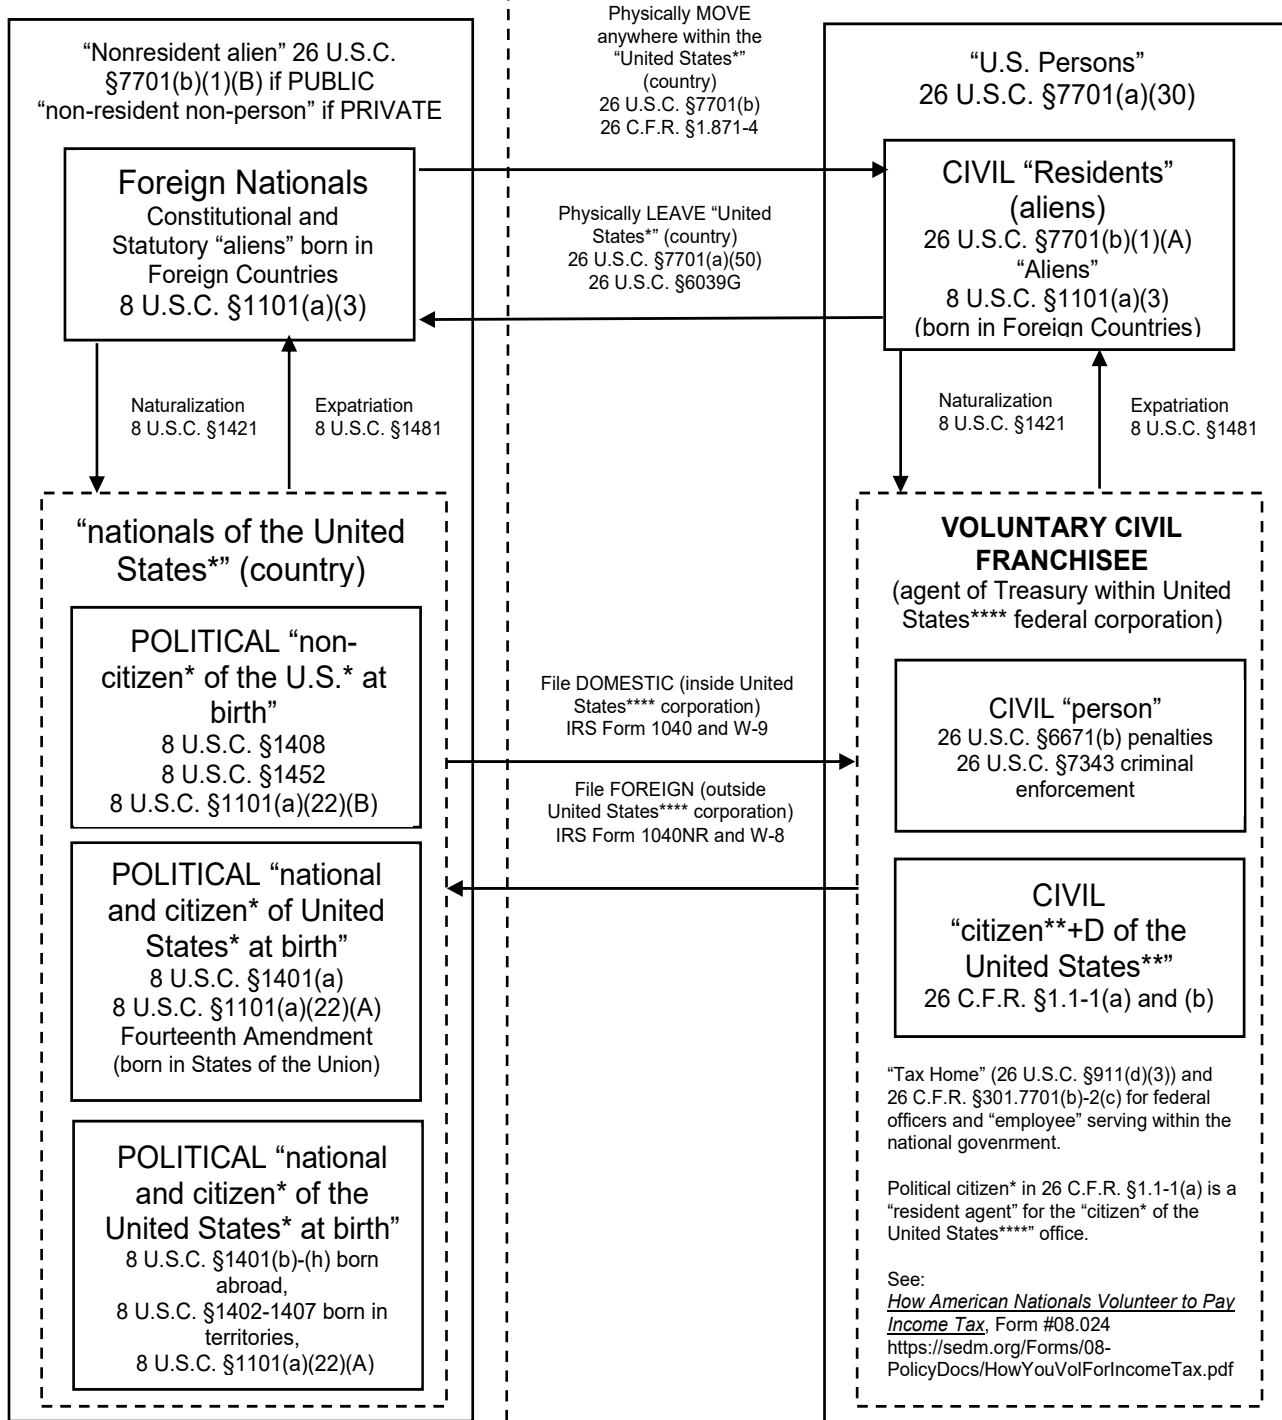 “Nonresident alien” 26 U.S.C.
§7701(b)(1)(B) if PUBLIC
“non-resident non-person” if PRIVATE
Foreign Nationals
Constitutional and
Statutory “aliens” born in
Foreign Countries
8 U.S.C. §1101(a)(3)
Naturalization
8 U.S.C. §1421
Expatriation
8 U.S.C. §1481
“nationals of the United
States*” (country)
POLITICAL “non-
citizen* of the U.S.* at
birth”
8 U.S.C. §1408
8 U.S.C. §1452
8 U.S.C. §1101(a)(22)(B)
POLITICAL “national
and citizen* of United
States* at birth”
8 U.S.C. §1401(a)
8 U.S.C. §1101(a)(22)(A)
Fourteenth Amendment
(born in States of the Union)
POLITICAL “national
and citizen* of the
United States* at birth”
8 U.S.C. §1401(b)-(h) born
abroad,
8 U.S.C. §1402-1407 born in
territories,
8 U.S.C. §1101(a)(22)(A)
Physically MOVE
anywhere within the
“United States*”
(country)
26 U.S.C. §7701(b)
26 C.F.R. §1.871-4
Physically LEAVE “United
States*” (country)
26 U.S.C. §7701(a)(50)
26 U.S.C. §6039G
File DOMESTIC (inside United
States**** corporation)
IRS Form 1040 and W-9
File FOREIGN (outside
United States**** corporation)
IRS Form 1040NR and W-8
“U.S. Persons”
26 U.S.C. §7701(a)(30)
CIVIL “Residents”
(aliens)
26 U.S.C. §7701(b)(1)(A)
“Aliens”
8 U.S.C. §1101(a)(3)
(born in Foreign Countries)
Naturalization
8 U.S.C. §1421
Expatriation
8 U.S.C. §1481
VOLUNTARY CIVIL
FRANCHISEE
(agent of Treasury within United
States**** federal corporation)
CIVIL “person”
26 U.S.C. §6671(b) penalties
26 U.S.C. §7343 criminal
enforcement
CIVIL
“citizen**+D of the
United States**”
26 C.F.R. §1.1-1(a) and (b)
“Tax Home” (26 U.S.C. §911(d)(3)) and
26 C.F.R. §301.7701(b)-2(c) for federal
officers and “employee” serving within the
national govenrment.
Political citizen* in 26 C.F.R. §1.1-1(a) is a
“resident agent” for the “citizen* of the
United States****” office.
See:
How American Nationals Volunteer to Pay
Income Tax, Form #08.024
https://sedm.org/Forms/08-
PolicyDocs/HowYouVolForIncomeTax.pdf